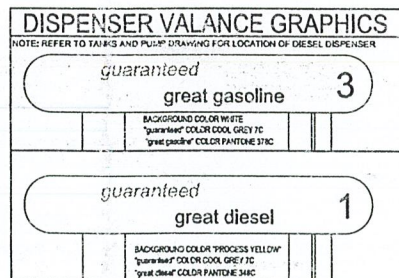 DISPENSER VALANCE GRAPHICS
NOTE: REFER TO TANKS AND PUMP DRAWING FOR LOCATION OF DIESEL DISPENSER
guaranteed
great gasoline 3
BACKGROUND COLOR WHITE
"guaranteed" COLOR COOL GREY 7C
"great gasoline" COLOR PANTONE 378C
guaranteed
great diesel 1
BACKGROUND COLOR "PROCESS YELLOW"
"guaranteed" COLOR COOL GREY 7C
"great diesel" COLOR PANTONE 348C